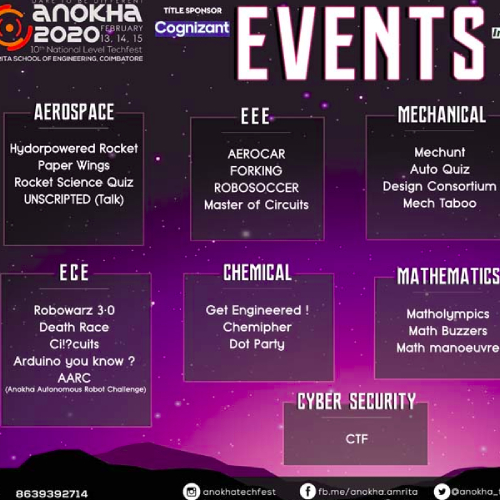 DARE TO BE DIFFERENT
anOKHa
2020 FEBRUARY
13, 14, 15
10th National Level Techfest
RITA SCHOOL OF ENGINEERING, COIMBATORE
TITLE SPONSOR
Cognizant
EVENTS
AEROSPACE
Hydorpowered Rocket
Paper Wings
Rocket Science Quiz
UNSCRIPTED (Talk)
EEE
AEROCAR
FORKING
ROBOSOCCER
Master of Circuits
MECHANICAL
Mechunt
Auto Quiz
Design Consortium
Mech Taboo
ECE
Robowarz 3.0
Death Race
Ci!?cuits
Arduino you know ?
AARC
(Anokha Autonomous Robot Challenge)
CHEMICAL
Get Engineered !
Chemipher
Dot Party
MATHEMATICS
Matholympics
Math Buzzers
Math manoeuvre
CYBER SECURITY
CTF
8639392714
anokhatechfest
fb.me/anokha.amrita
@anokha_